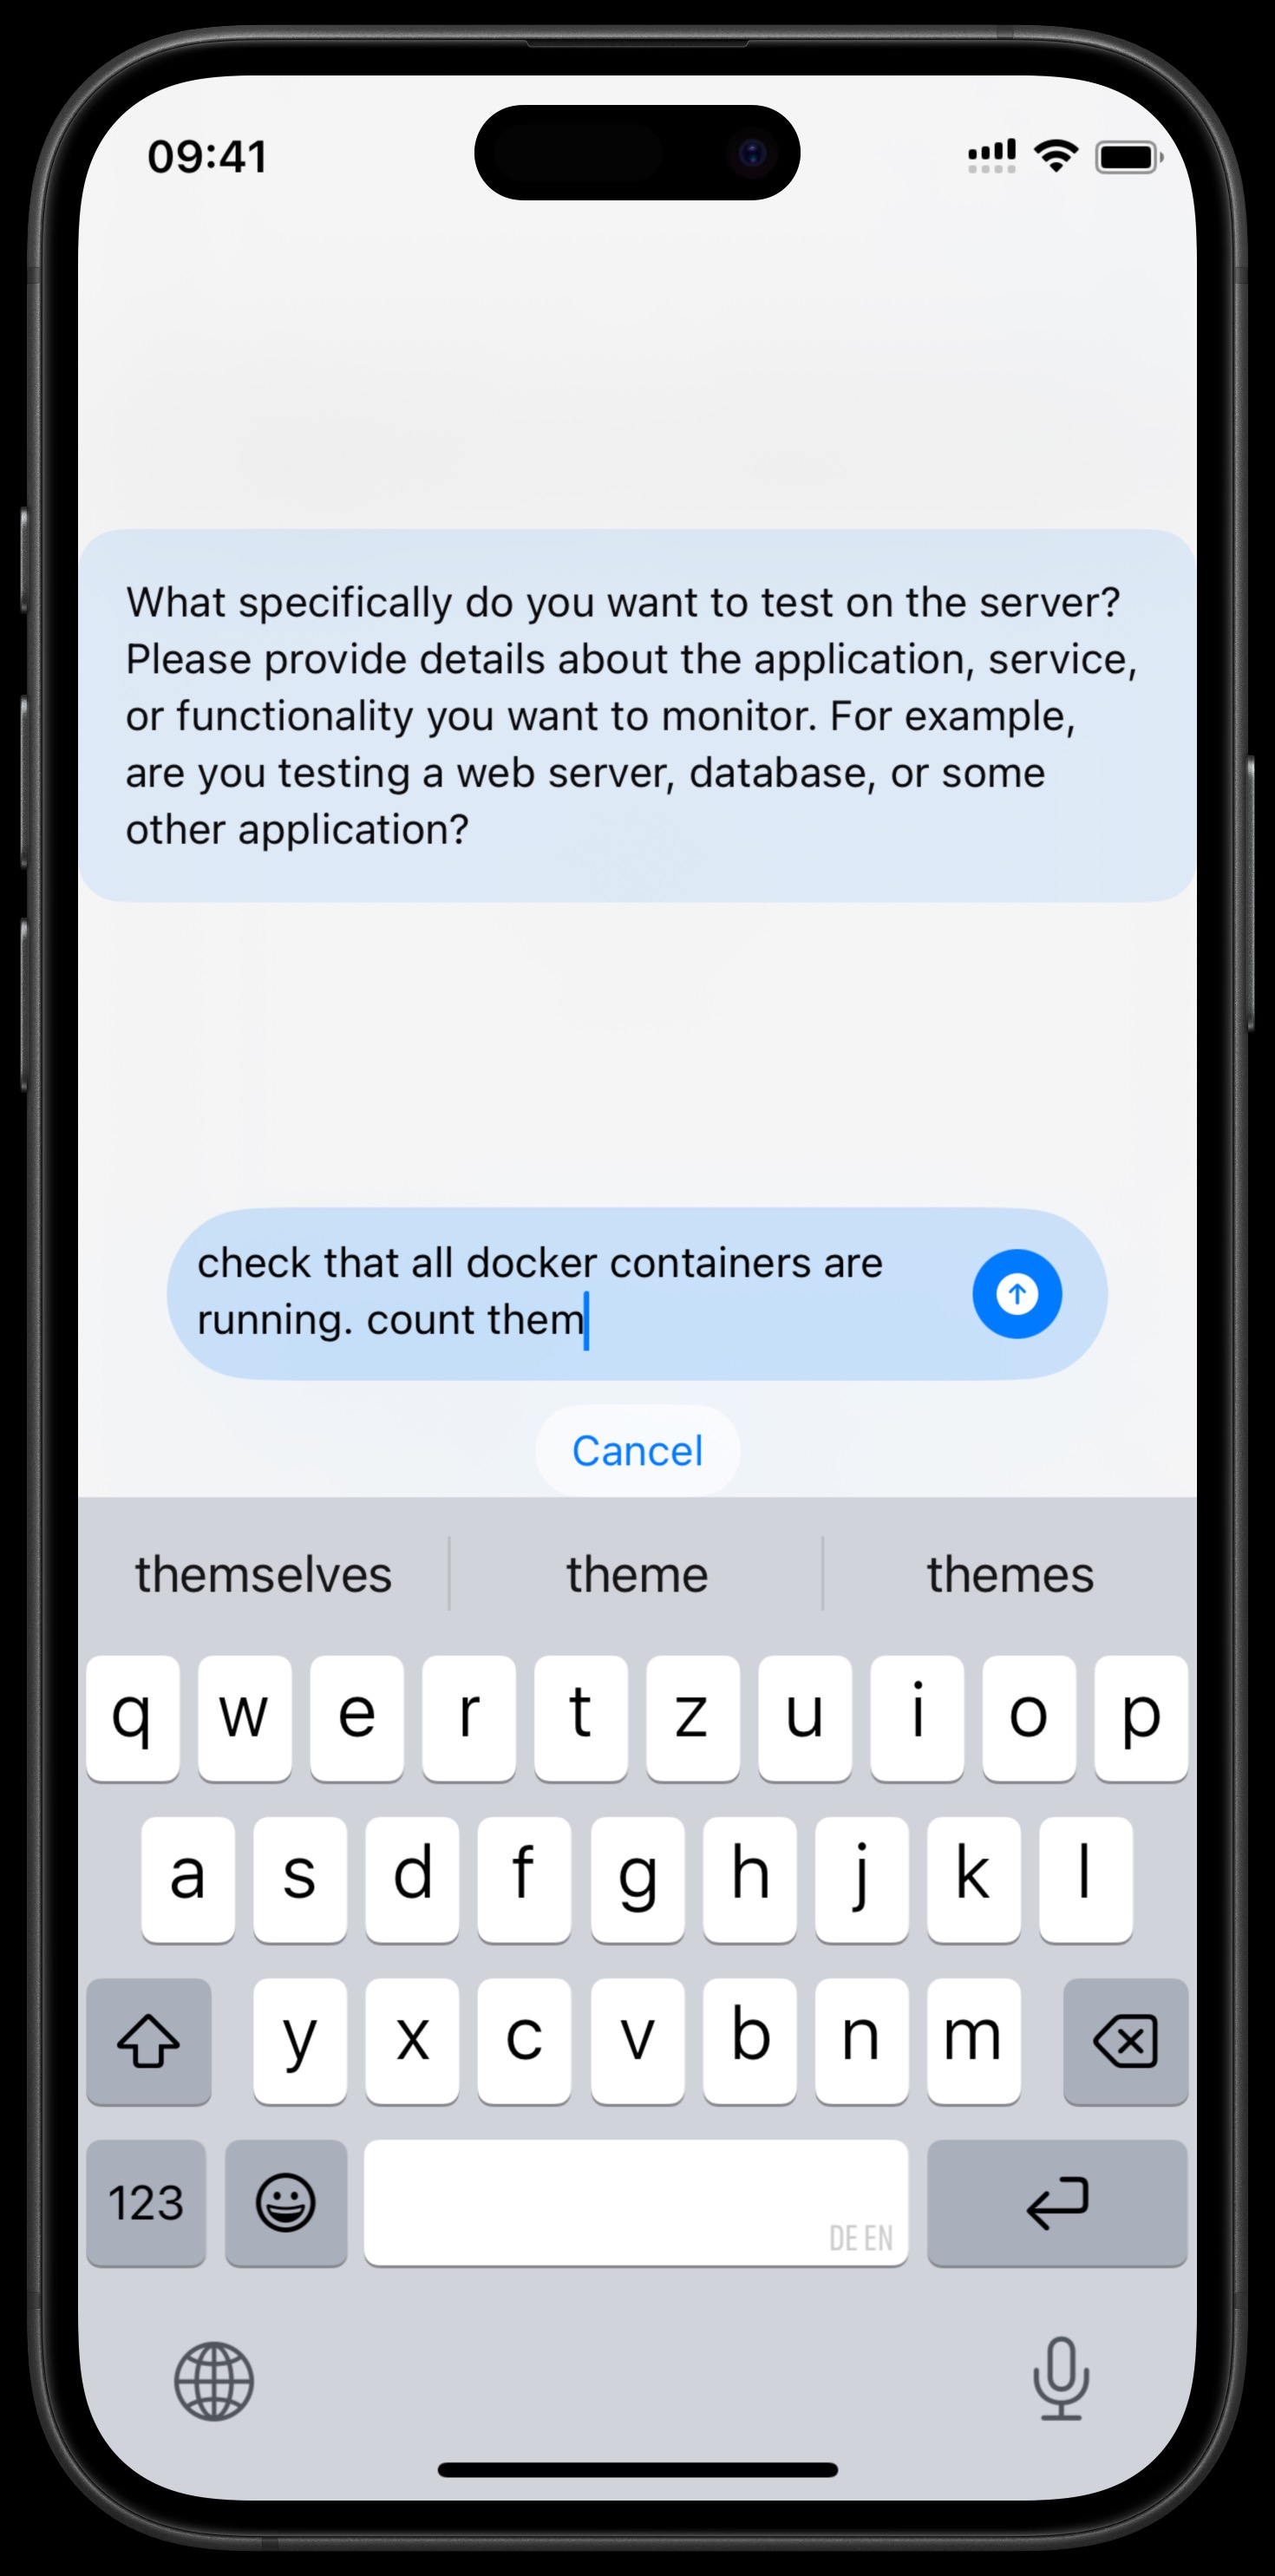 09:41
What specifically do you want to test on the server?
Please provide details about the application, service,
or functionality you want to monitor. For example,
are you testing a web server, database, or some
other application?
check that all docker containers are
running. count them
Cancel
themselves theme themes
q w e r t z u i o p
a s d f g h j k l
y x c v b n m
123 DE EN